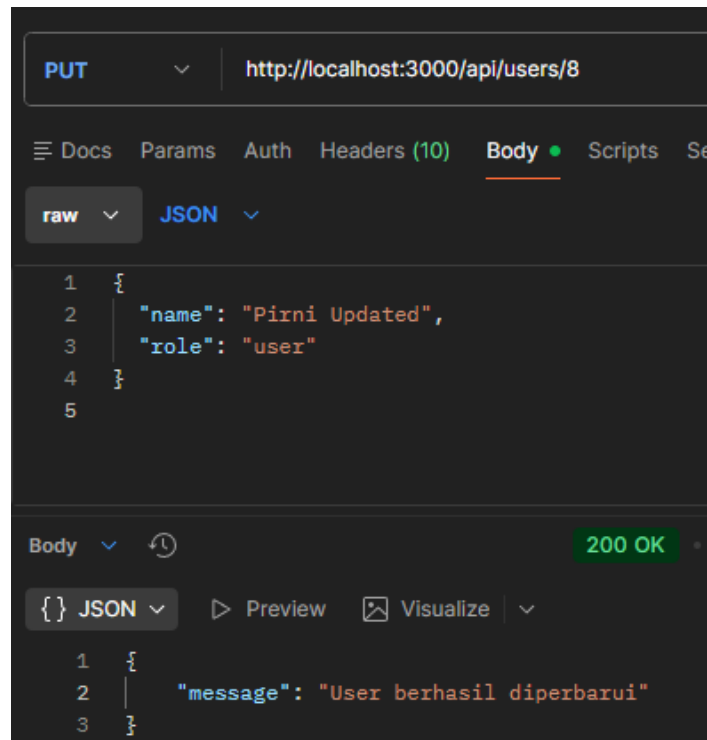 PUT http://localhost:3000/api/users/8
Docs Params Auth Headers (10) Body Scripts Se
raw JSON
1 {
2 "name": "Pirni Updated",
3 "role": "user"
4 }
5
Body 200 OK
{} JSON Preview Visualize
1 {
2 "message": "User berhasil diperbarui"
3 }